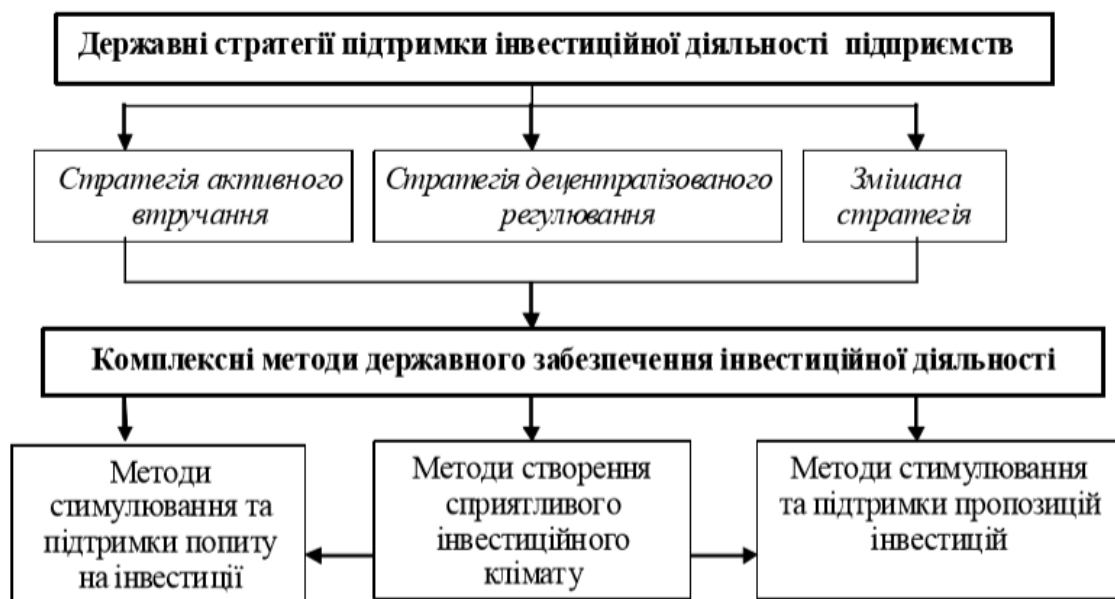 Державні стратегії підтримки інвестиційної діяльності підприємств
Стратегія активного
втручання
Стратегія децентралізованого
регулювання
Змішана
стратегія
Комплексні методи державного забезпечення інвестиційної діяльності
Методи
стимулювання та
підтримки попиту
на інвестиції
Методи створення
сприятливого
інвестиційного
клімату
Методи стимулювання
та підтримки пропозицій
інвестицій